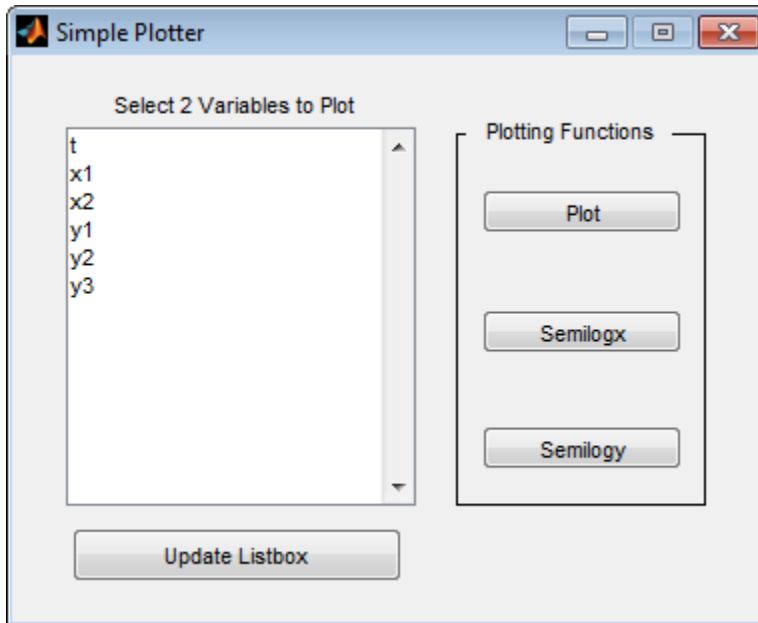 Simple Plotter
Select 2 Variables to Plot
t
x1
x2
y1
y2
y3
Update Listbox
Plotting Functions
Plot
Semilogx
Semilogy